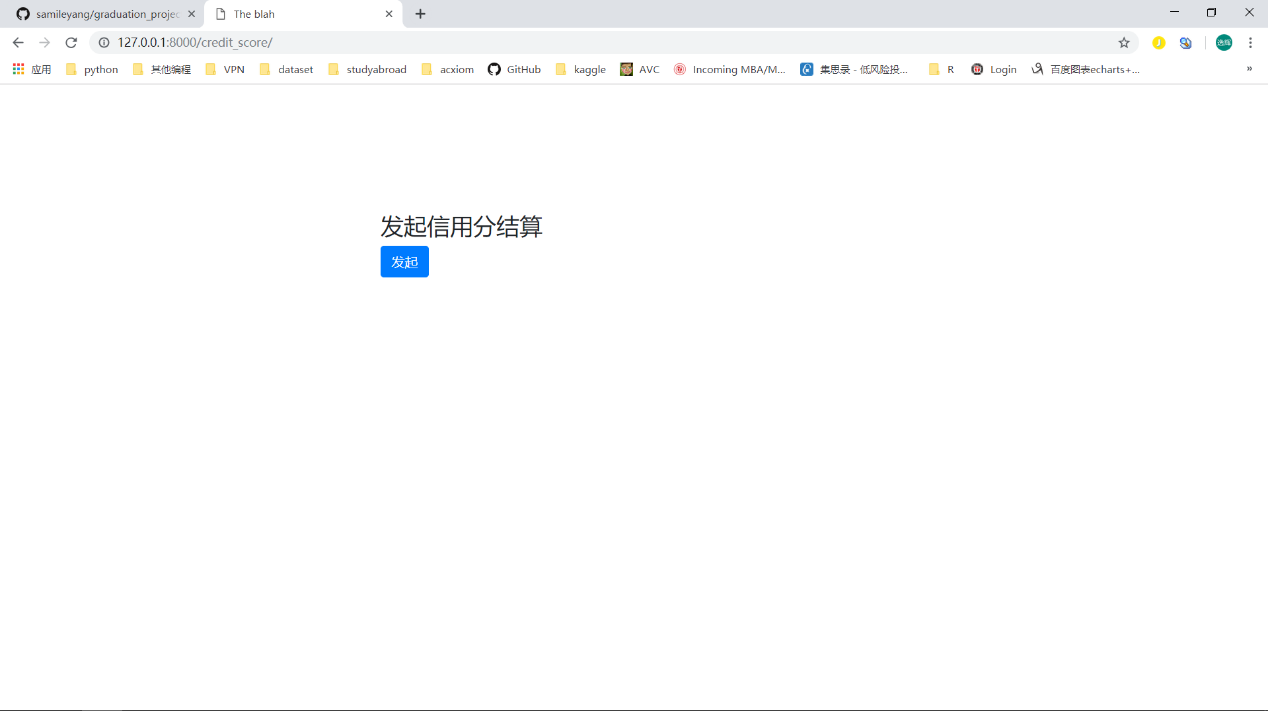 samileyang/graduation_projec
The blah
127.0.0.1:8000/credit_score/
应用 python 其他编程 VPN dataset studyabroad acxiom GitHub kaggle AVC Incoming MBA/M... 集思录 - 低风险投... R Login 百度图表echarts+... »
发起信用分结算
发起